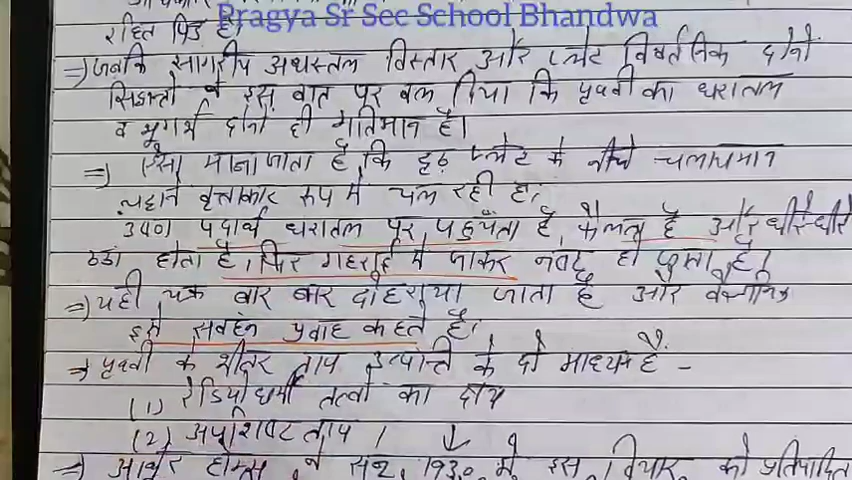 Pragya Sr Sec School Bhandwa
रहित पिंड है।
⇒ जबकि सागरीय अधस्तल विस्तार और प्लेट विवर्तनिक दोनों
सिद्धान्तों ने इस बात पर बल दिया कि पृथ्वी का धरातल
व भूगर्भ दोनों ही गतिमान है।
⇒ ऐसा माना जाता है कि दृढ़ प्लेट के नीचे चलायमान
चट्टानें वृत्ताकार रूप में चल रही है,
उष्ण पदार्थ धरातल पर पहुँचता है, फैलता है और धीरे-धीरे
ठंडा होता है, फिर गहराई में जाकर नष्ट हो
⇒ यही चक्र बार बार दोहराया जाता है और वैज्ञानिक
इसे संवहन प्रवाह कहते है।
⇒ पृथ्वी के भीतर ताप उत्पत्ति के दो माध्यम है -
(1) रेडियोधर्मी तत्वों का क्षय
(2) अवशिष्ट ताप।
⇒ आर्थर होम्स ने सन् 1930 में इस विचार को प्रतिपादित